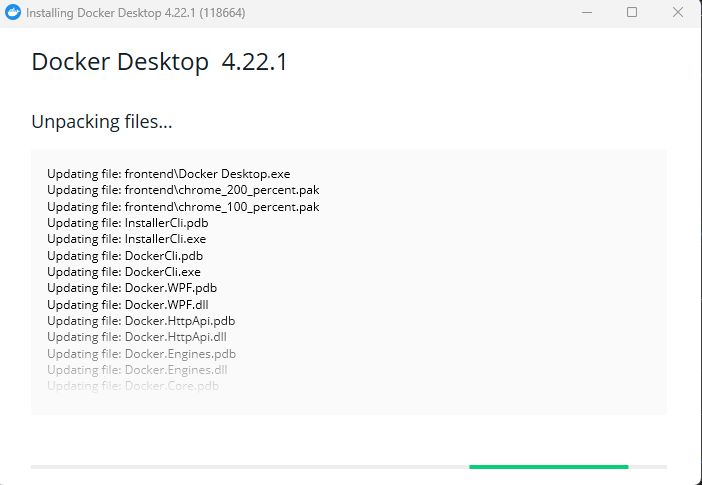 Installing Docker Desktop 4.22.1 (118664)
Docker Desktop 4.22.1
Unpacking files...
Updating file: frontend\Docker Desktop.exe
Updating file: frontend\chrome_200_percent.pak
Updating file: frontend\chrome_100_percent.pak
Updating file: InstallerCli.pdb
Updating file: InstallerCli.exe
Updating file: DockerCli.pdb
Updating file: DockerCli.exe
Updating file: Docker.WPF.pdb
Updating file: Docker.WPF.dll
Updating file: Docker.HttpApi.pdb
Updating file: Docker.HttpApi.dll
Updating file: Docker.Engines.pdb
Updating file: Docker.Engines.dll
Updating file: Docker.Core.pdb